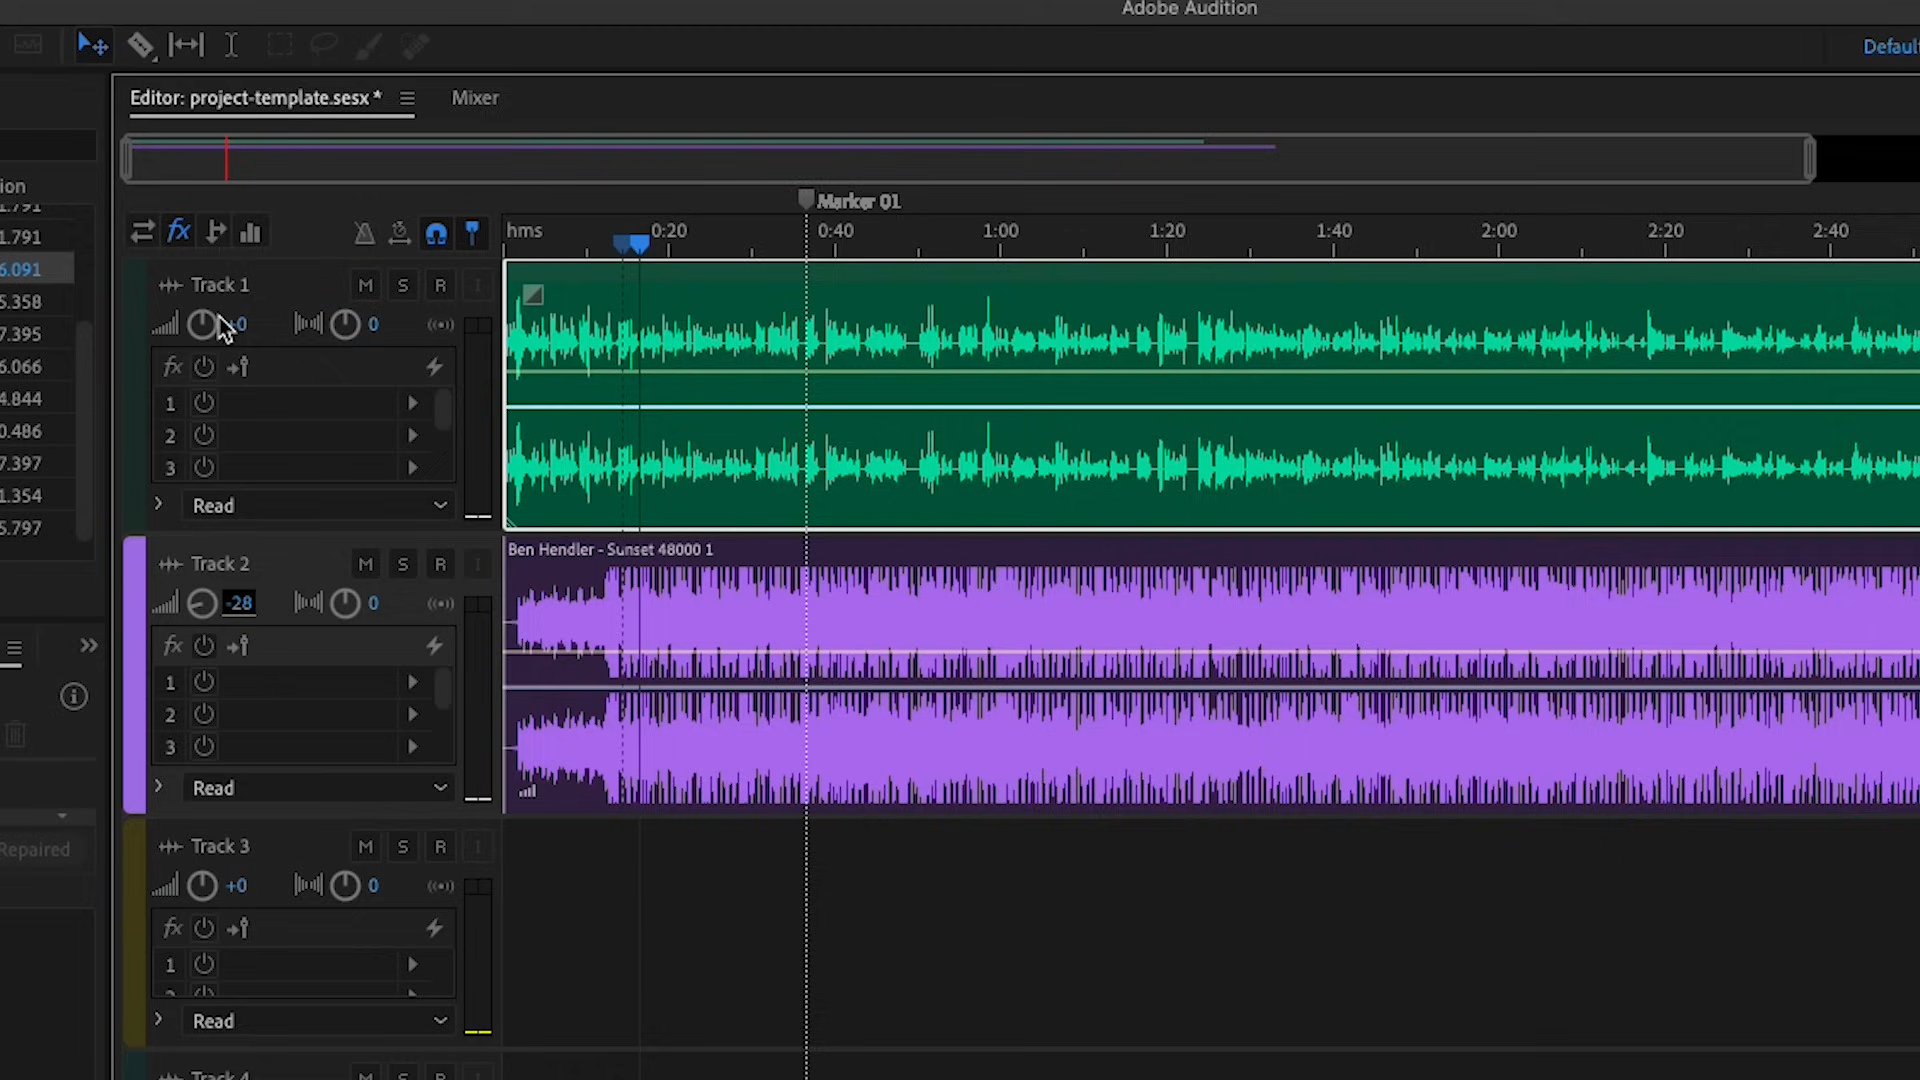 Adobe Audition
Default
Editor: project-template.sesx *
Mixer
Marker 01
hms 0:20 0:40 1:00 1:20 1:40 2:00 2:20 2:40
1.791
6.091
5.358
7.395
6.066
4.844
0.486
7.397
1.354
5.797
Track 1 M S R I
+0 0
fx
1
2
3
Read
Track 2 M S R I
-28 0
fx
1
2
3
Read
Ben Hendler - Sunset 48000 1
Repaired
Track 3 M S R I
+0 0
fx
1
Read
Track 4 M S R